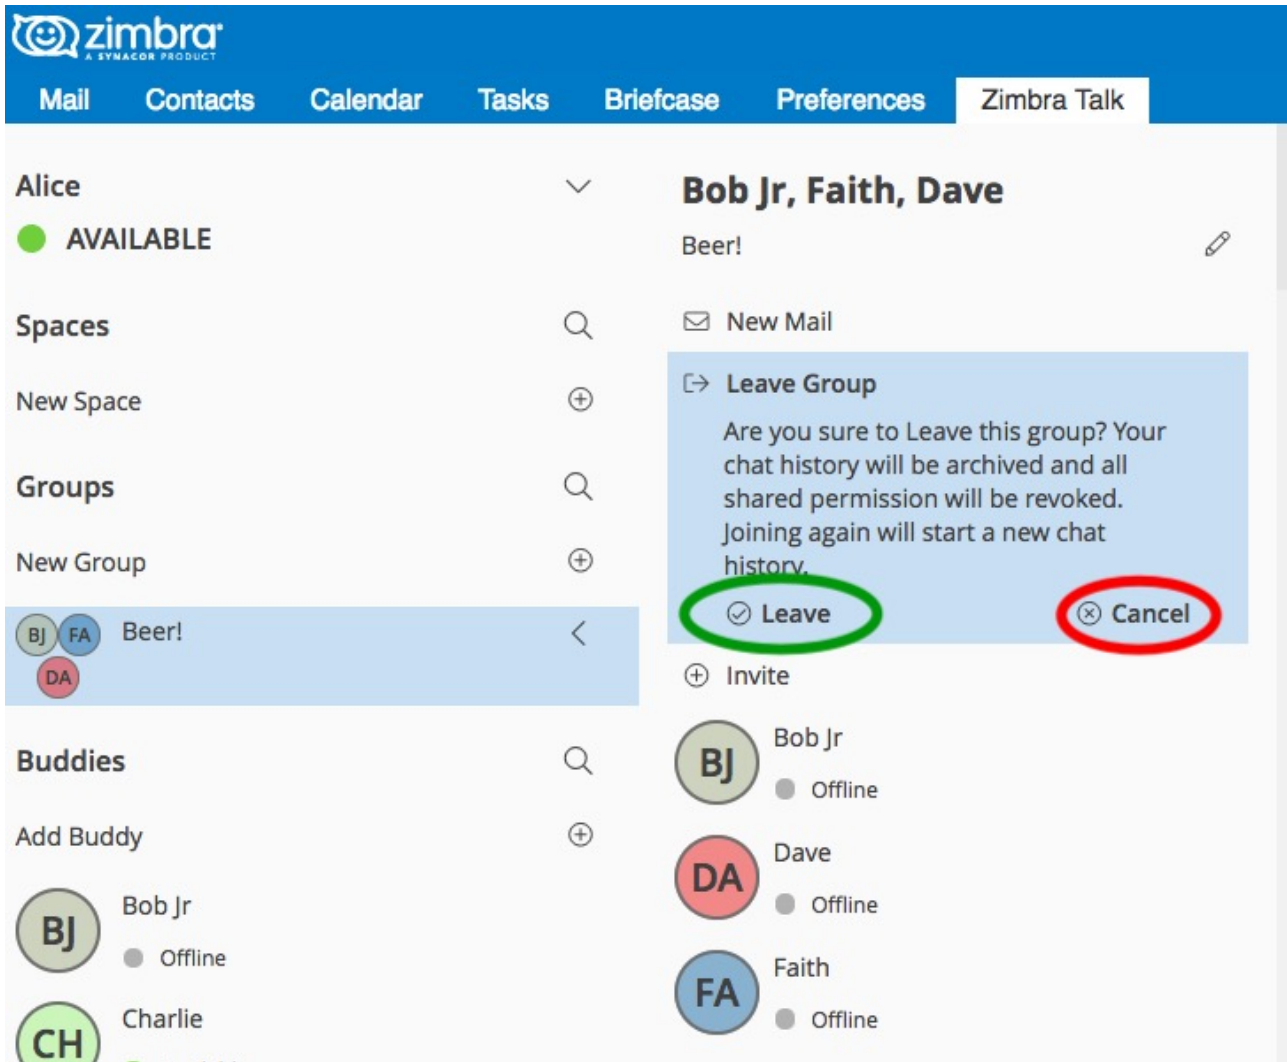 zimbra
A SYNACOR PRODUCT
Mail Contacts Calendar Tasks Briefcase Preferences Zimbra Talk
Alice
AVAILABLE
Spaces
New Space
Groups
New Group
BJ FA Beer!
DA
Buddies
Add Buddy
BJ Bob Jr
Offline
CH Charlie
Bob Jr, Faith, Dave
Beer!
New Mail
Leave Group
Are you sure to Leave this group? Your
chat history will be archived and all
shared permission will be revoked.
Joining again will start a new chat
history.
Leave Cancel
Invite
BJ Bob Jr
Offline
DA Dave
Offline
FA Faith
Offline